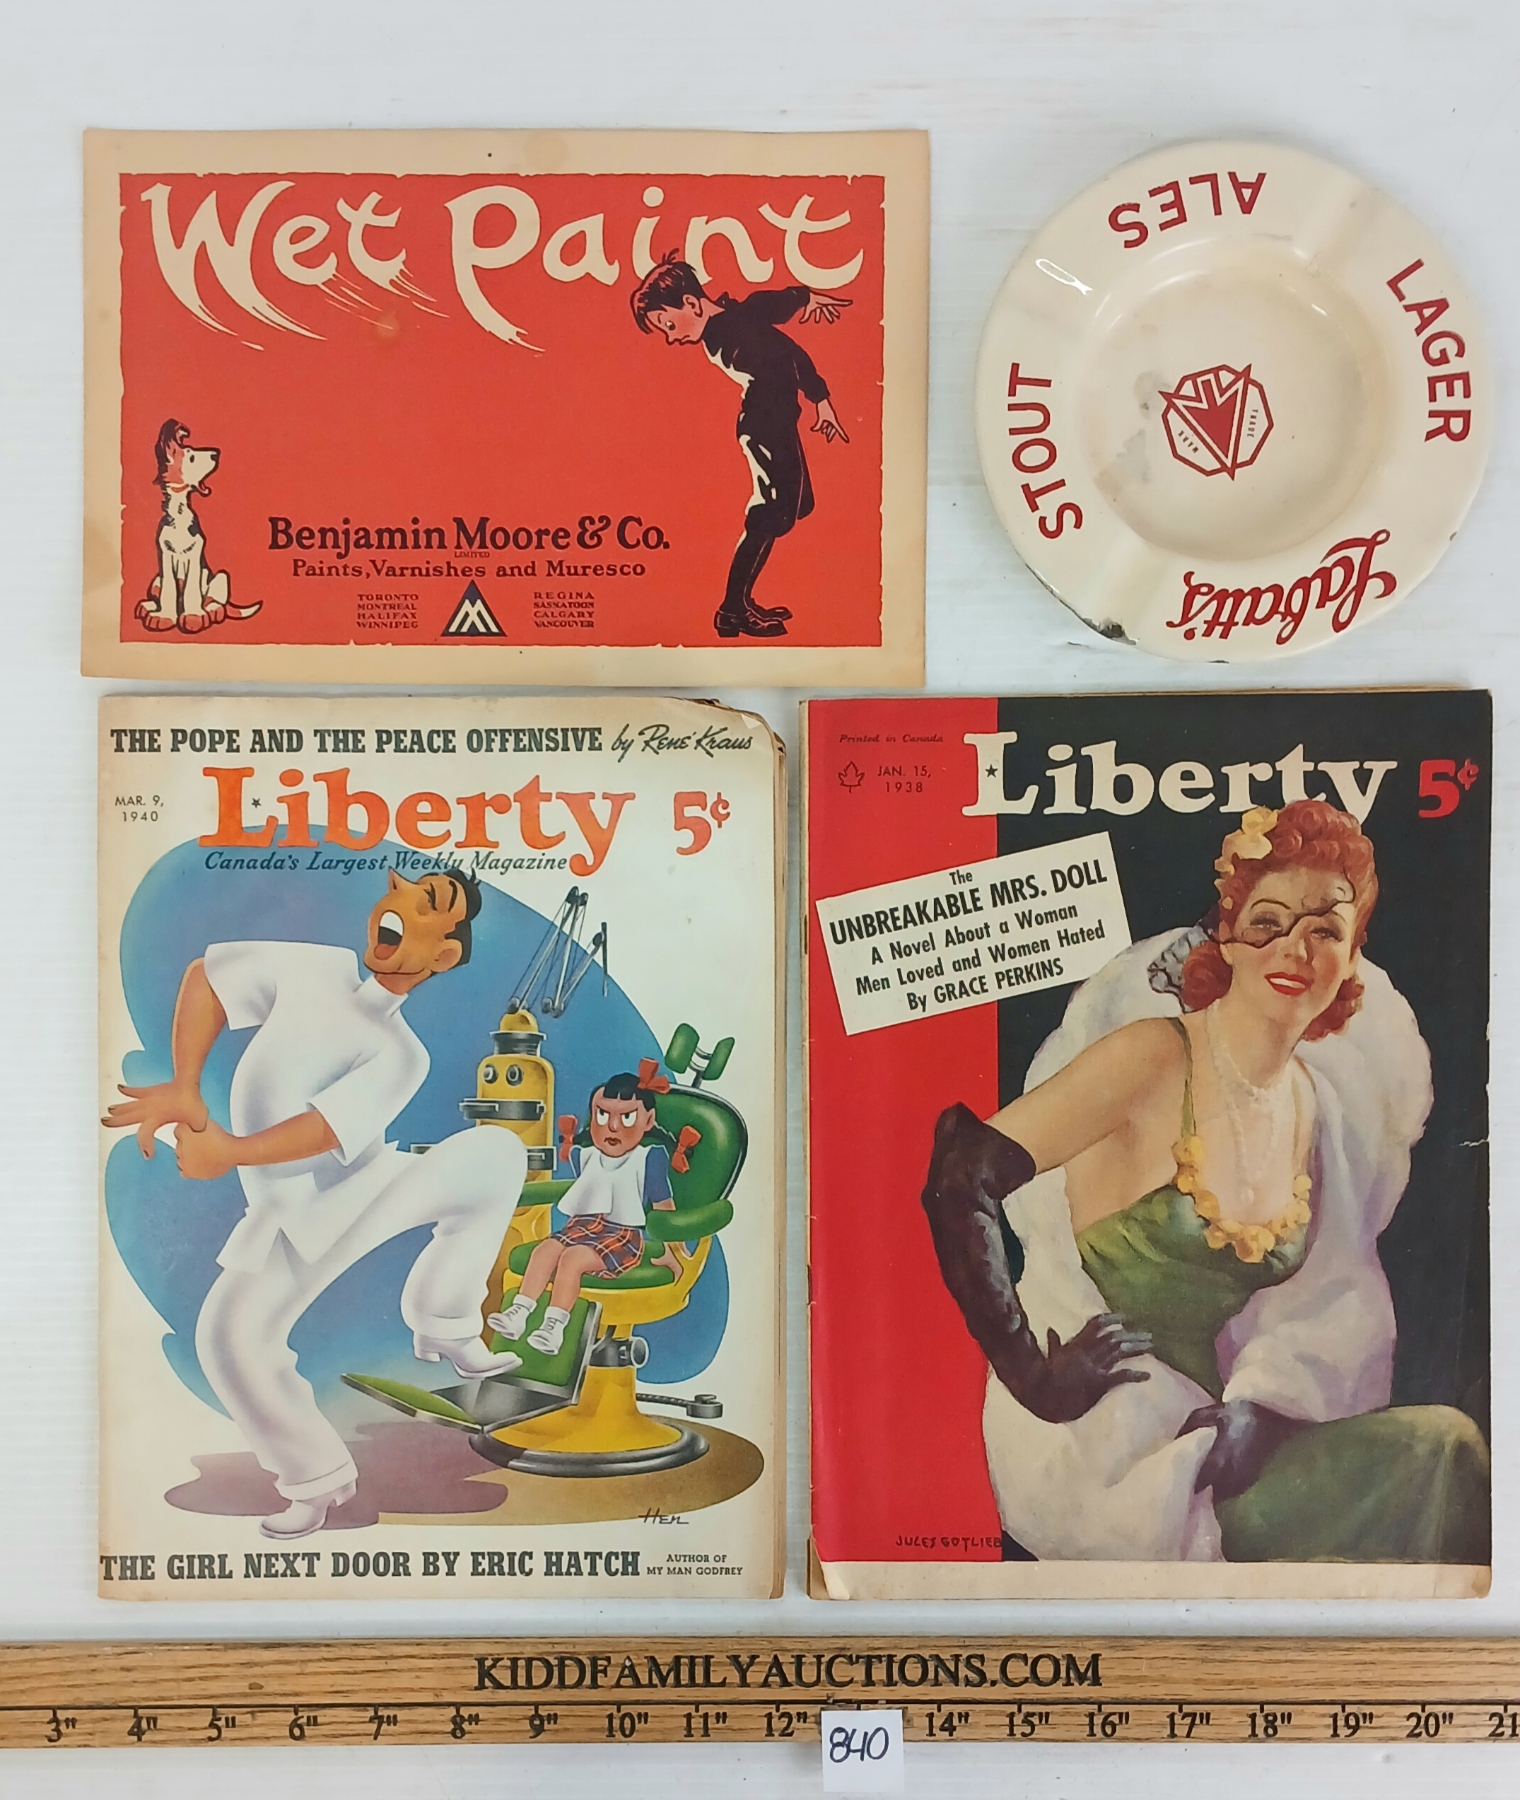 Wet Paint
Benjamin Moore & Co.
LIMITED
Paints, Varnishes and Muresco
TORONTO
MONTREAL
HALIFAX
WINNIPEG
REGINA
SASKATOON
CALGARY
VANCOUVER
ALES
LAGER
STOUT
Labatt's
TRADE
MARK
THE POPE AND THE PEACE OFFENSIVE by René Kraus
MAR. 9,
1940
Liberty 5¢
Canada's Largest Weekly Magazine
Hen
THE GIRL NEXT DOOR BY ERIC HATCH
AUTHOR OF
MY MAN GODFREY
Printed in Canada
JAN. 15,
1938
Liberty 5¢
The
UNBREAKABLE MRS. DOLL
A Novel About a Woman
Men Loved and Women Hated
By GRACE PERKINS
JULES GOTLIEB
KIDDFAMILYAUCTIONS.COM
3" 4" 5" 6" 7" 8" 9" 10" 11" 12" 14" 15" 16" 17" 18" 19" 20" 21
840